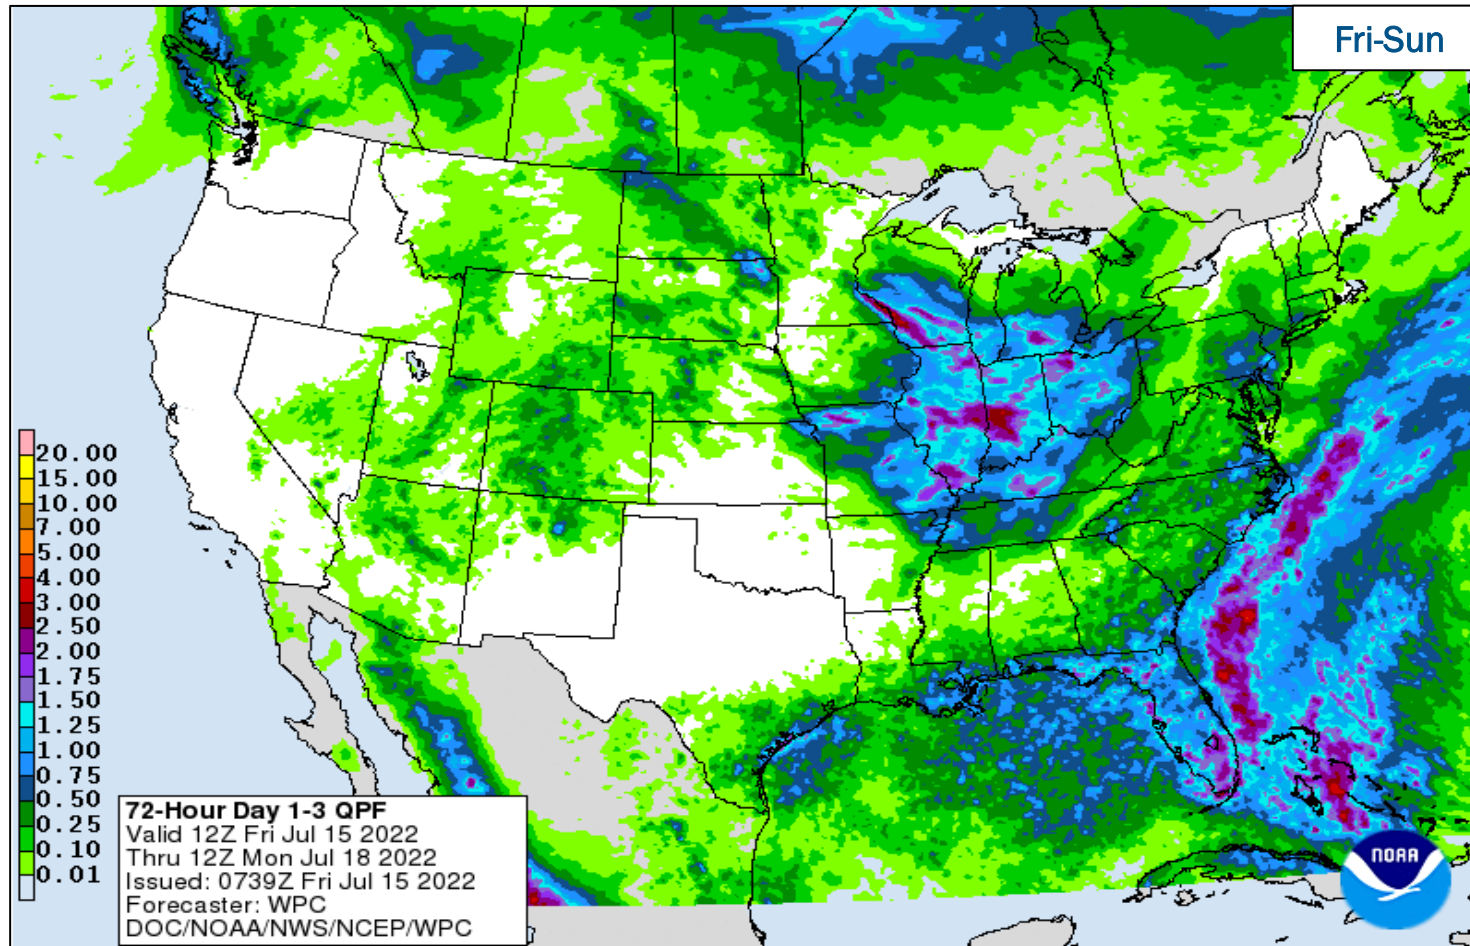 Fri-Sun
20.00
15.00
10.00
7.00
5.00
4.00
3.00
2.50
2.00
1.75
1.50
1.25
1.00
0.75
0.50
0.25
0.10
0.01
72-Hour Day 1-3 QPF
Valid 12Z Fri Jul 15 2022
Thru 12Z Mon Jul 18 2022
Issued: 0739Z Fri Jul 15 2022
Forecaster: WPC
DOC/NOAA/NWS/NCEP/WPC
NOAA